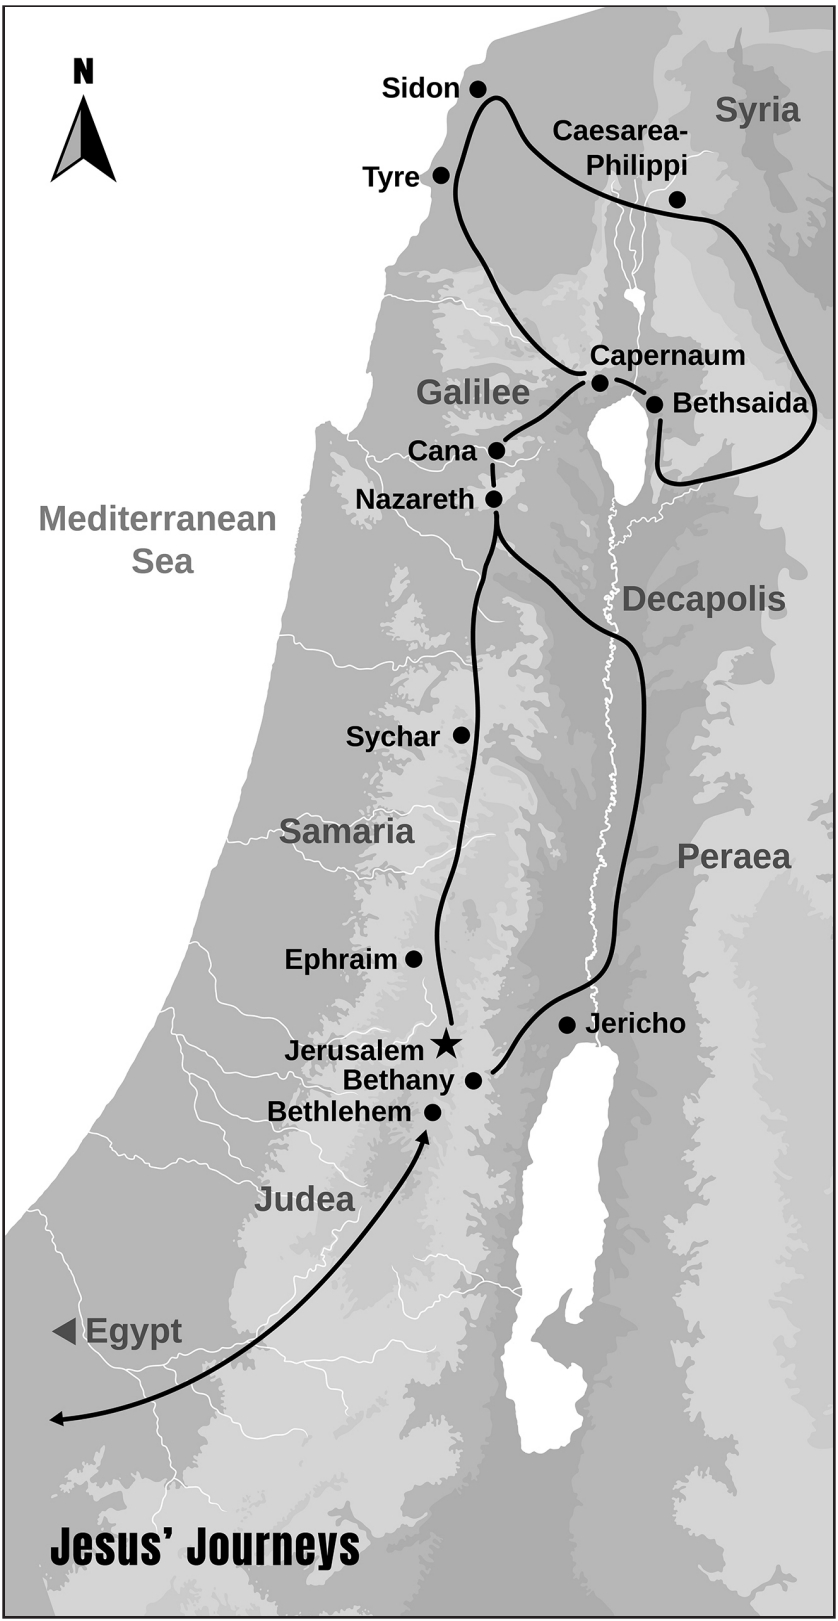 N
Sidon
Syria
Caesarea-
Philippi
Tyre
Capernaum
Galilee
Bethsaida
Cana
Nazareth
Mediterranean
Sea
Decapolis
Sychar
Samaria
Peraea
Ephraim
Jericho
Jerusalem
Bethany
Bethlehem
Judea
Egypt
Jesus’ Journeys